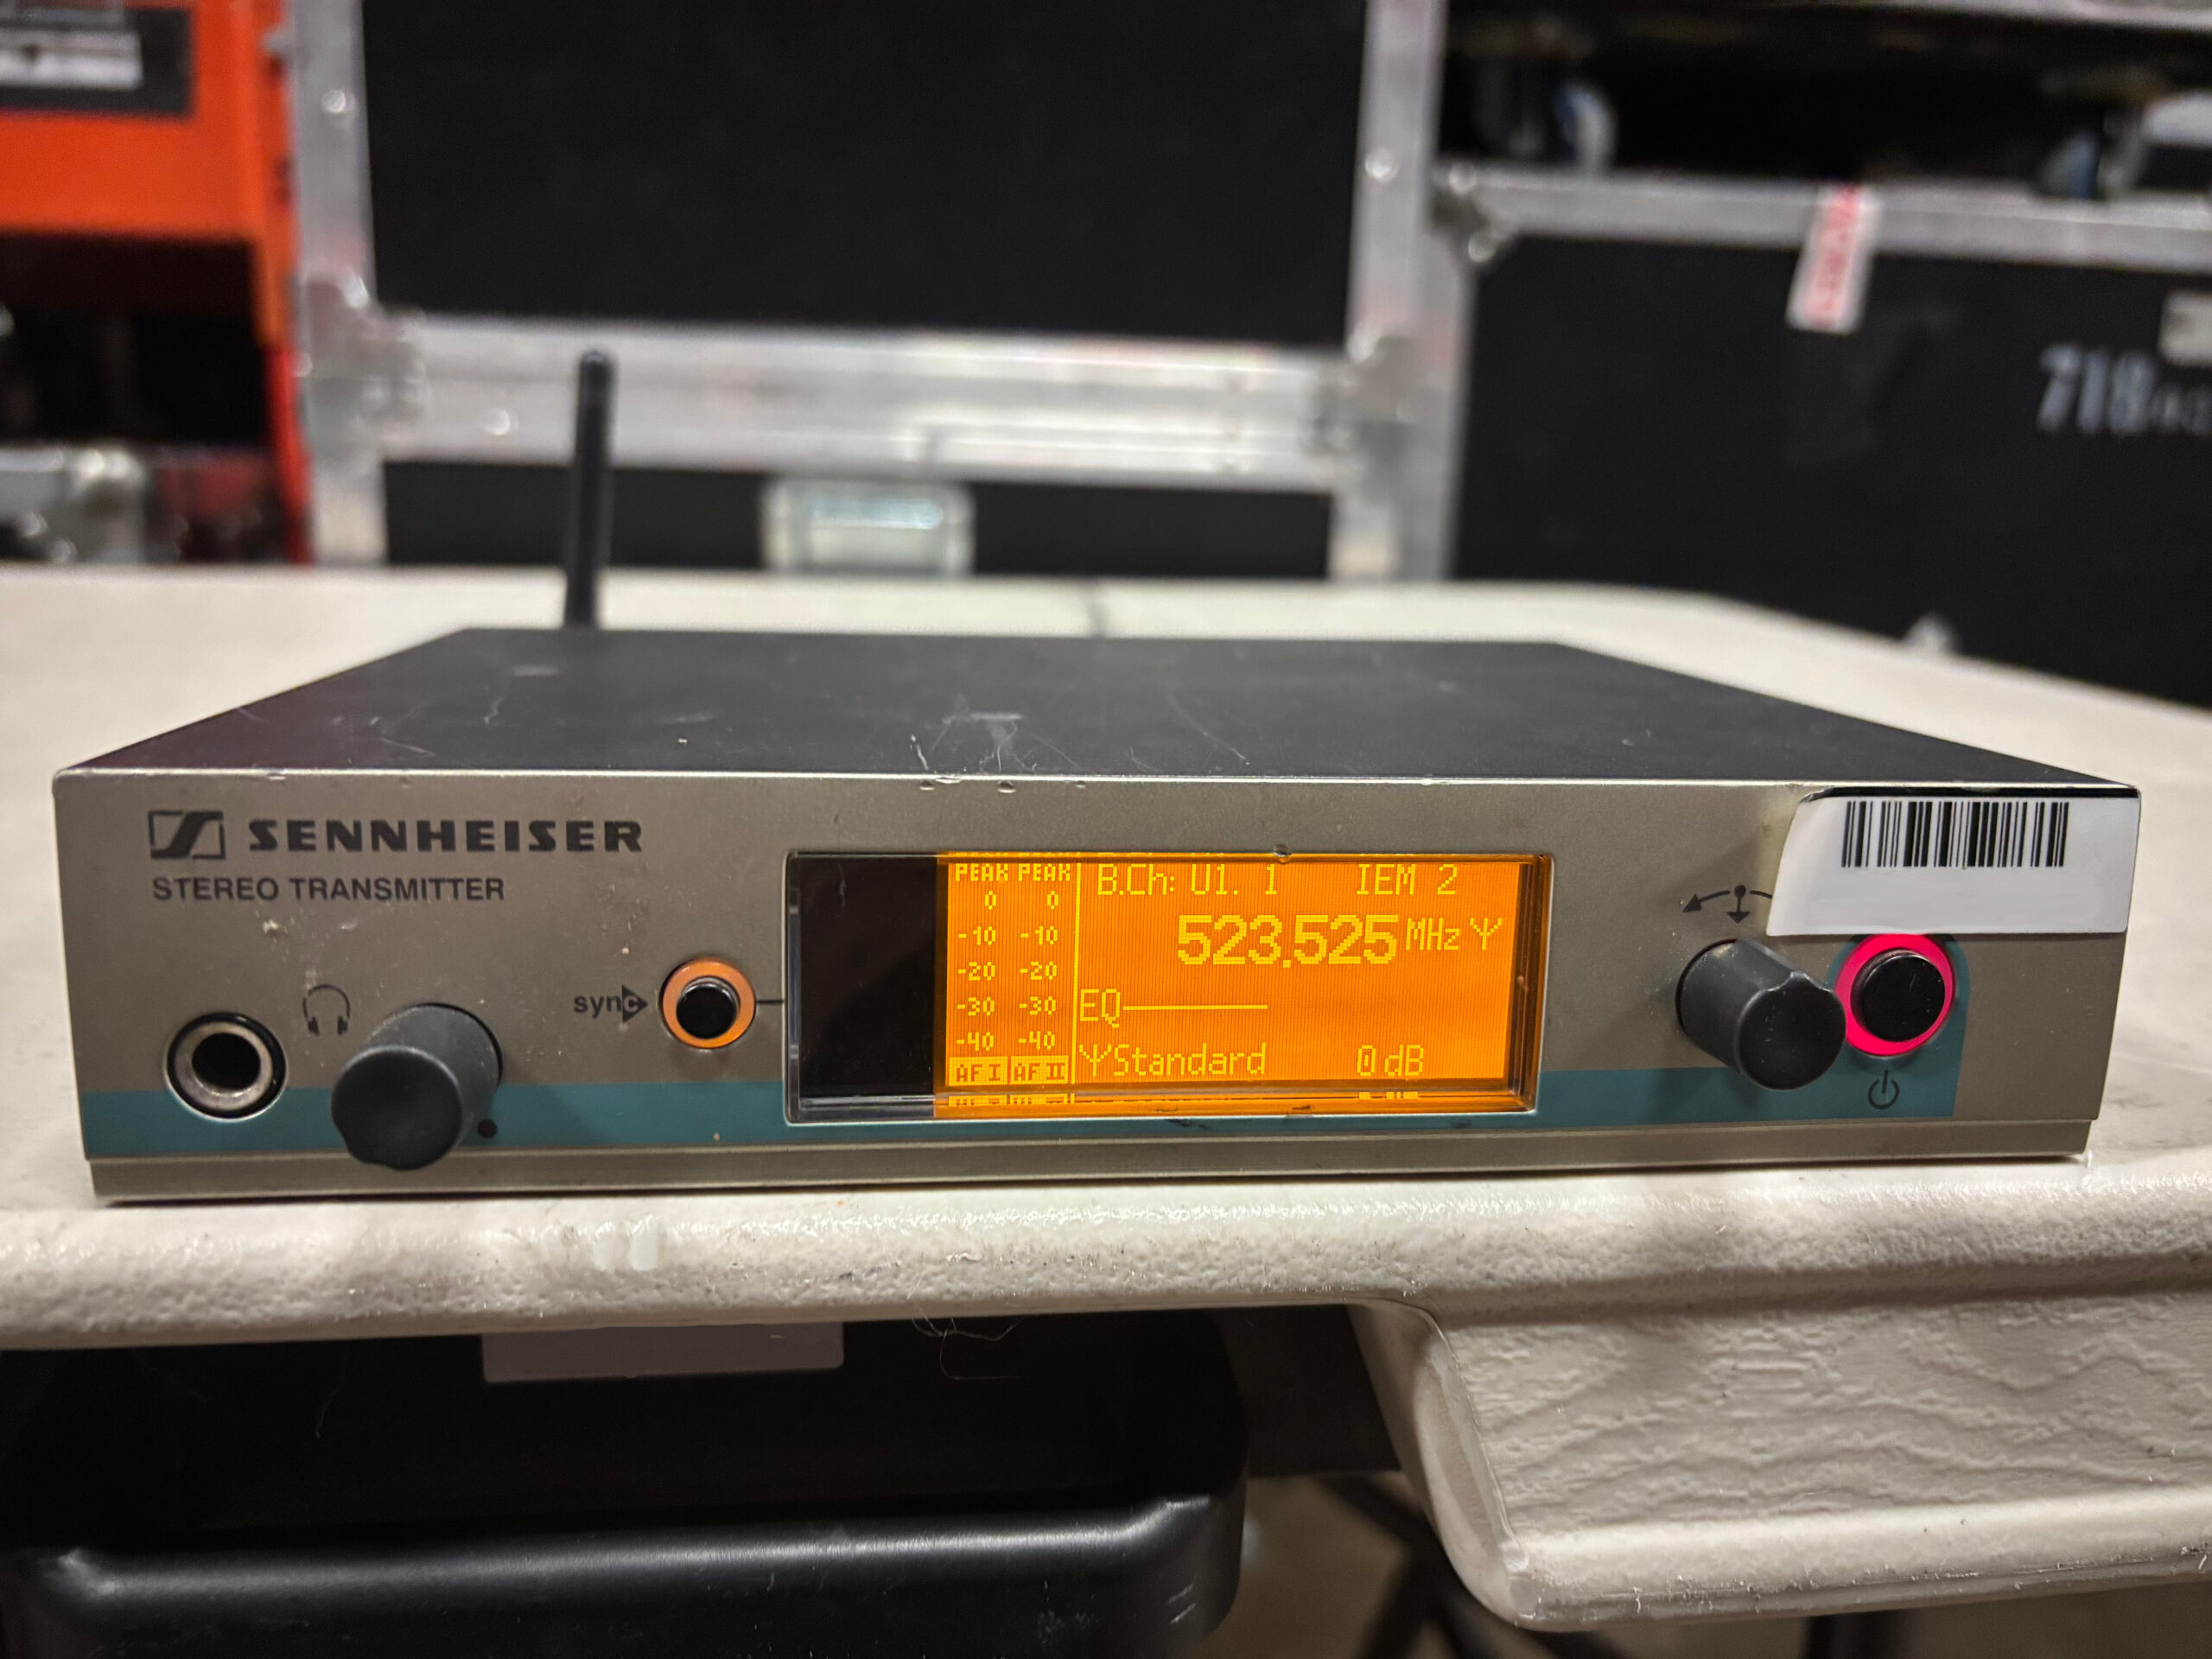 SENNHEISER
STEREO TRANSMITTER
sync
PEAK PEAK
0 0
-10 -10
-20 -20
-30 -30
-40 -40
AF I AF II
B.Ch: U1. 1 IEM 2
523.525 MHz
EQ
Standard 0 dB
718